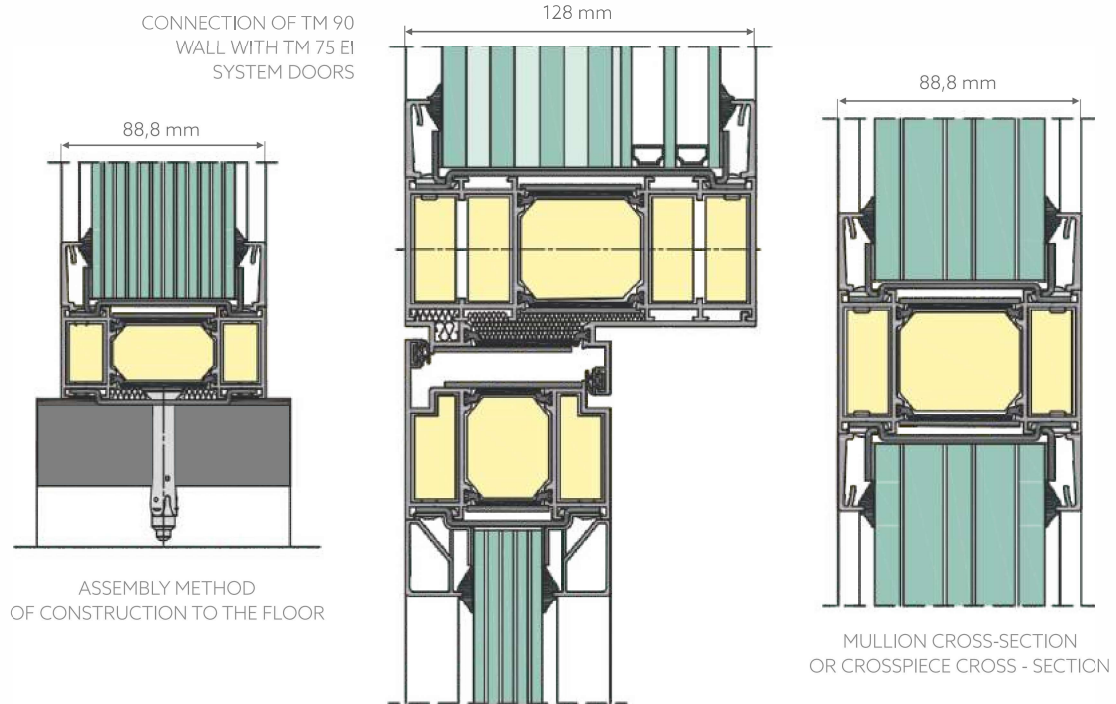 CONNECTION OF TM 90
WALL WITH TM 75 EI
SYSTEM DOORS
128 mm
88,8 mm
88,8 mm
ASSEMBLY METHOD
OF CONSTRUCTION TO THE FLOOR
MULLION CROSS-SECTION
OR CROSSPIECE CROSS - SECTION